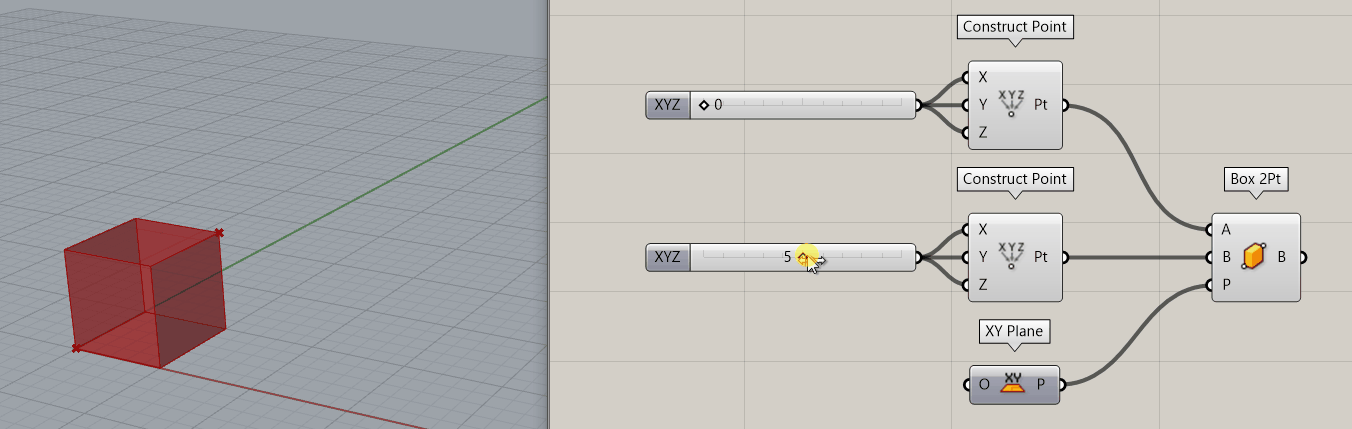 Construct Point
X
XYZ 0
Y XYZ Pt
Z
Construct Point
Box 2Pt
X
A
XYZ 5
Y XYZ Pt
B B
Z
P
XY Plane
O XY P